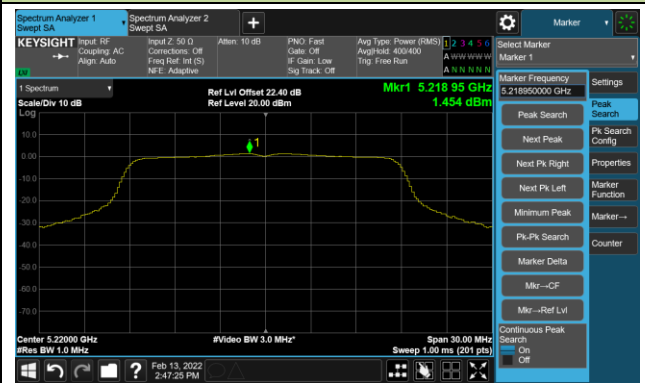 Spectrum Analyzer 1
Swept SA
Spectrum Analyzer 2
Swept SA
+
Marker
KEYSIGHT
Input: RF
Coupling: AC
Align: Auto
Input Z: 50 Ω
Corrections: Off
Freq Ref: Int (S)
NFE: Adaptive
Atten: 10 dB
PNO: Fast
Gate: Off
IF Gain: Low
Sig Track: Off
Avg Type: Power (RMS)
Avg|Hold: 400/400
Trig: Free Run
1 2 3 4 5 6
A W W W W W
A N N N N N
LVI
Select Marker
Marker 1
1 Spectrum
Scale/Div 10 dB
Log
Ref Lvl Offset 22.40 dB
Ref Level 20.00 dBm
Mkr1 5.218 95 GHz
1.454 dBm
10.0
0.00
-10.0
-20.0
-30.0
-40.0
-50.0
-60.0
-70.0
1
Center 5.22000 GHz
#Res BW 1.0 MHz
#Video BW 3.0 MHz*
Span 30.00 MHz
Sweep 1.00 ms (201 pts)
Marker Frequency
5.218950000 GHz
Peak Search
Next Peak
Next Pk Right
Next Pk Left
Minimum Peak
Pk-Pk Search
Marker Delta
Mkr→CF
Mkr→Ref Lvl
Continuous Peak
Search
On
Off
Settings
Peak
Search
Pk Search
Config
Properties
Marker
Function
Marker→
Counter
?
Feb 13, 2022
2:47:25 PM